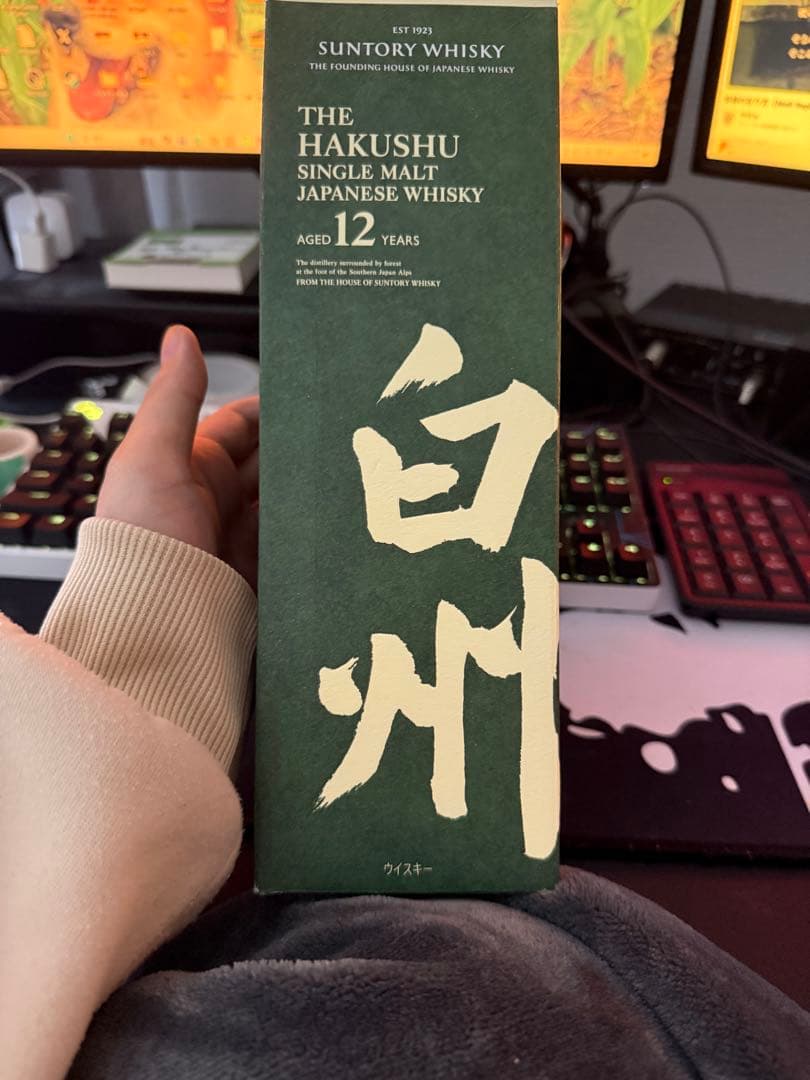 EST 1923
SUNTORY WHISKY
THE FOUNDING HOUSE OF JAPANESE WHISKY
THE
HAKUSHU
SINGLE MALT
JAPANESE WHISKY
AGED 12 YEARS
The distillery surrounded by forest
at the foot of the Southern Japan Alps
FROM THE HOUSE OF SUNTORY WHISKY
白州
ウイスキー